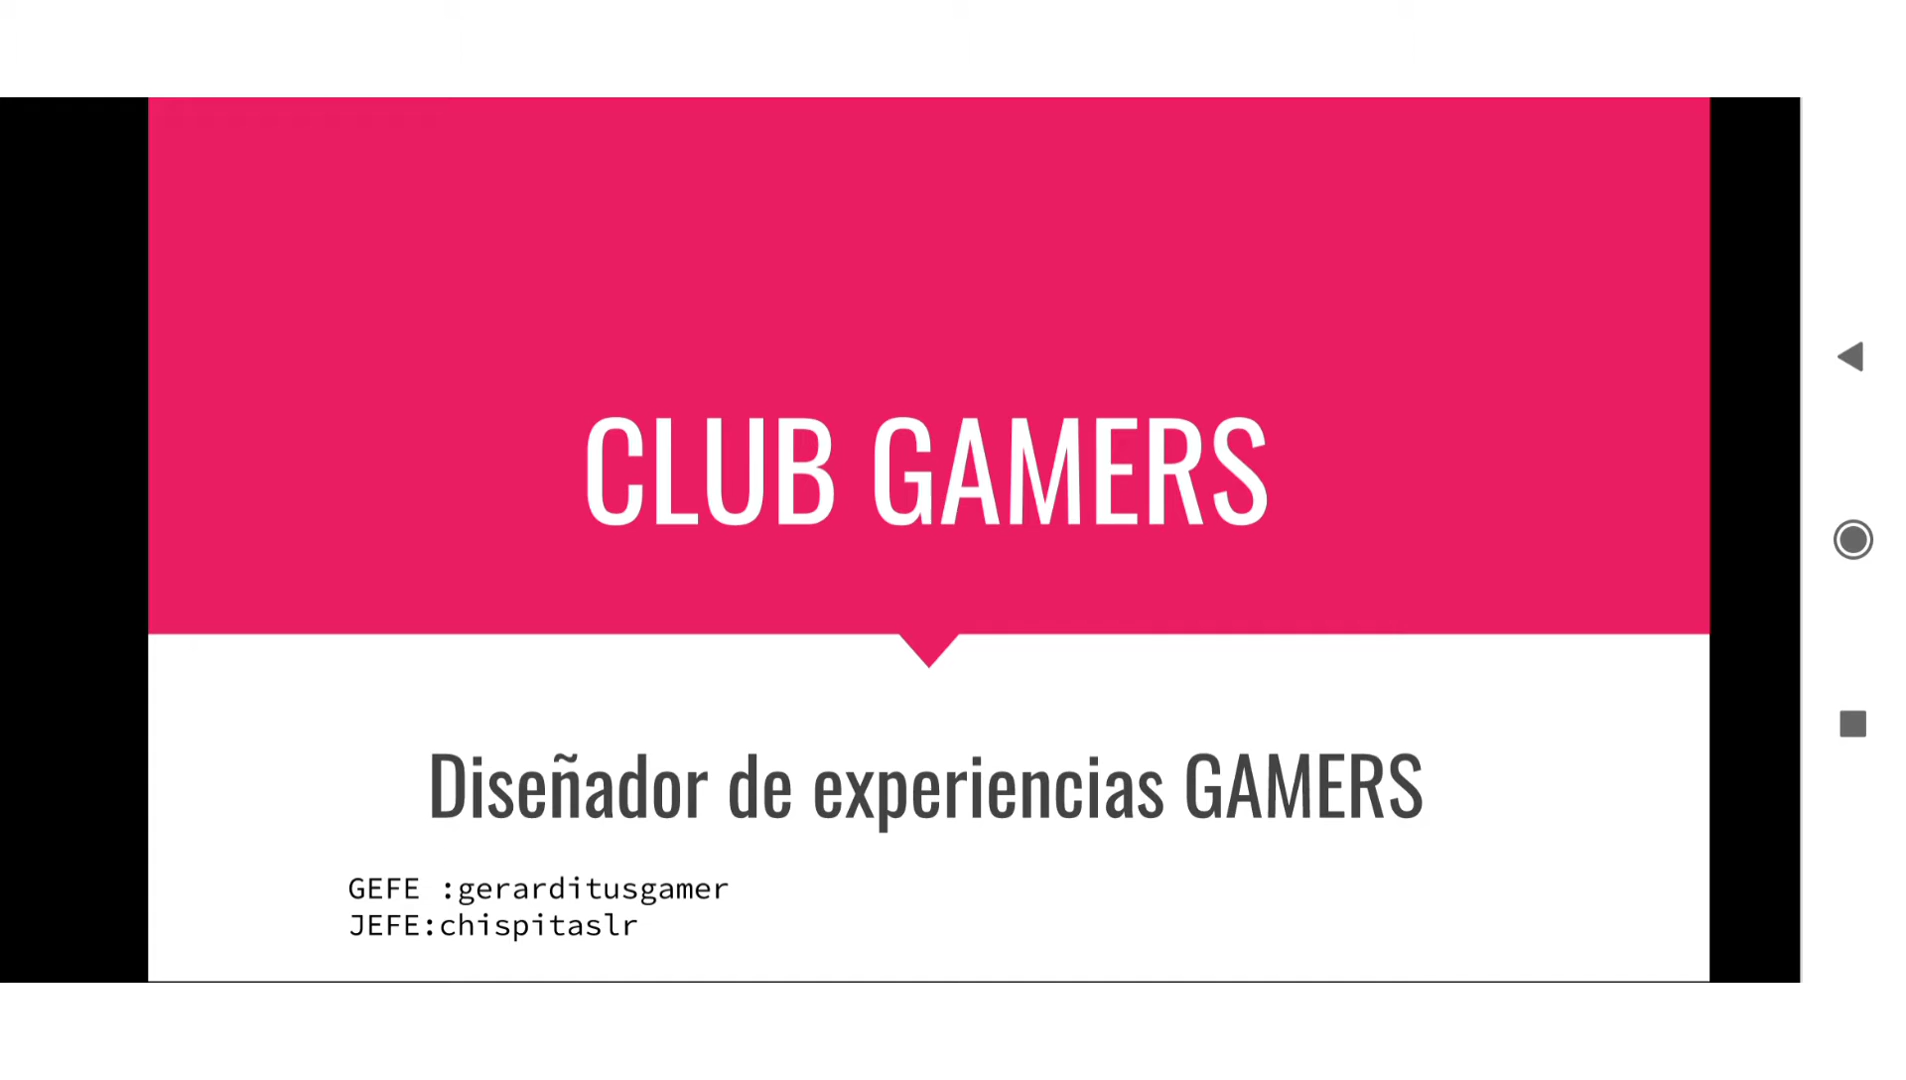 CLUB GAMERS
Diseñador de experiencias GAMERS
GEFE :gerarditusgamer
JEFE:chispitaslr